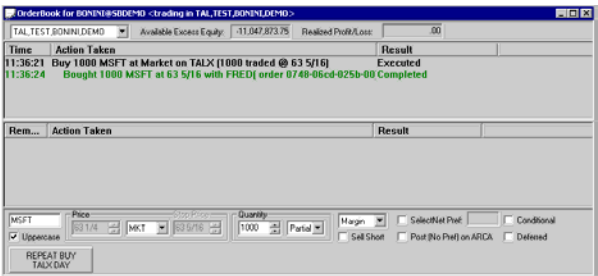 OrderBook for BONINI@SBDEMO <trading in TAL,TEST,BONINI,DEMO>
TAL,TEST,BONINI,DEMO Available Excess Equity: -11,047,873.75 Realized Profit/Loss: .00
Time Action Taken Result
11:36:21 Buy 1000 MSFT at Market on TALX (1000 traded @ 63 5/16) Executed
11:36:24 Bought 1000 MSFT at 63 5/16 with FRED( order 0748-06cd-025b-00 Completed
Rem... Action Taken Result
Price Stop Price Quantity
MSFT 63 1/4 MKT 63 5/16 1000 Partial Margin SelectNet Pref: Conditional
Uppercase Sell Short Post (No Pref) on ARCA Deferred
REPEAT BUY
TALX DAY